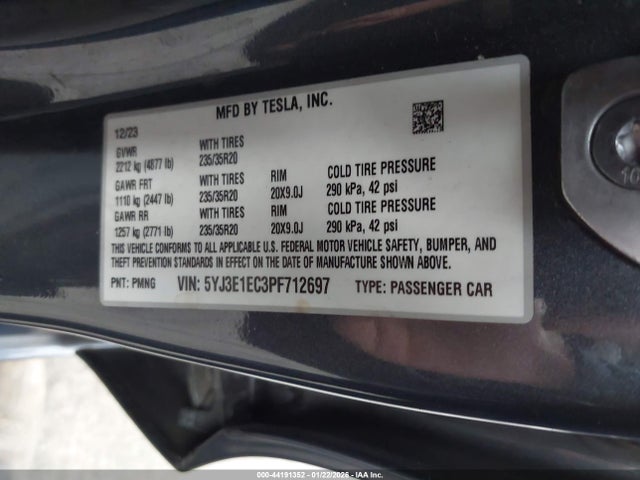 MFD BY TESLA, INC.
12/23
GVWR WITH TIRES
2212 kg (4877 lb) 235/35R20
GAWR FRT WITH TIRES RIM COLD TIRE PRESSURE
1110 kg (2447 lb) 235/35R20 20X9.0J 290 kPa, 42 psi
GAWR RR WITH TIRES RIM COLD TIRE PRESSURE
1257 kg (2771 lb) 235/35R20 20X9.0J 290 kPa, 42 psi
THIS VEHICLE CONFORMS TO ALL APPLICABLE U.S. FEDERAL MOTOR VEHICLE SAFETY, BUMPER, AND
THEFT PREVENTION STANDARDS IN EFFECT ON THE DATE OF MANUFACTURE SHOWN ABOVE.
PNT: PMNG VIN: 5YJ3E1EC3PF712697 TYPE: PASSENGER CAR
10
000-44191352 - 01/22/2026 - IAA Inc.